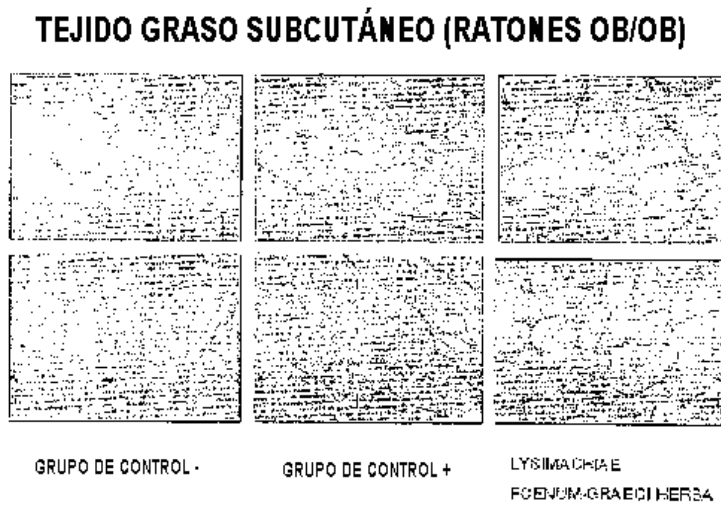 TEJIDO GRASO SUBCUTÁNEO (RATONES OB/OB)
GRUPO DE CONTROL -
GRUPO DE CONTROL +
LYSIMACHIAE
FOENUM-GRAECI HERBA